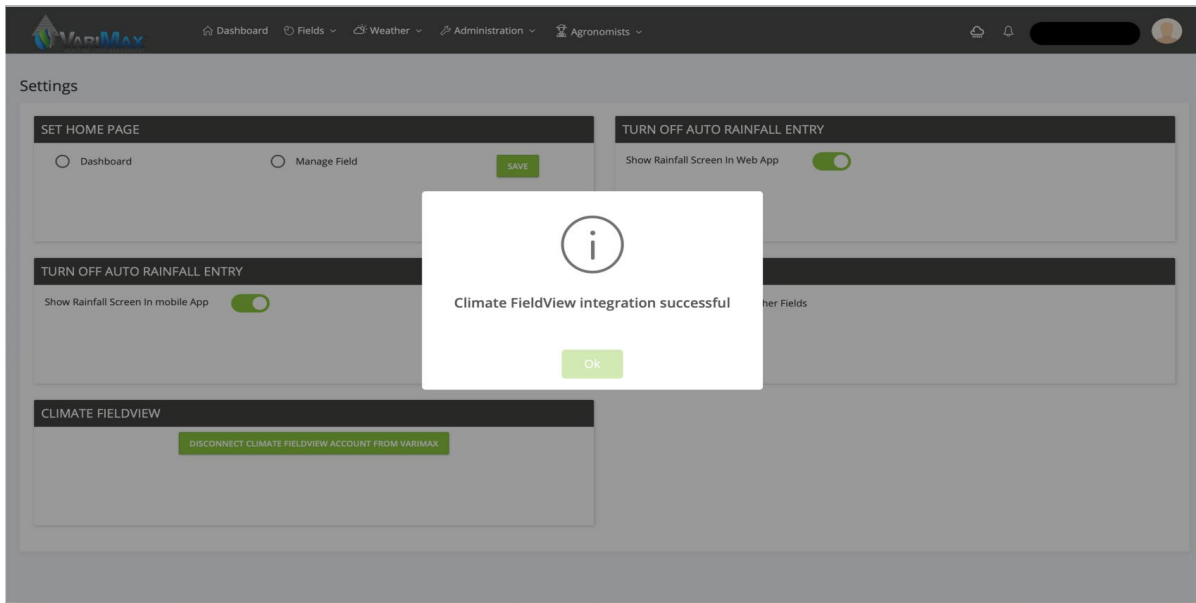 VARIMAX
Dashboard Fields Weather Administration Agronomists
Settings
SET HOME PAGE
Dashboard Manage Field SAVE
TURN OFF AUTO RAINFALL ENTRY
Show Rainfall Screen In Web App
TURN OFF AUTO RAINFALL ENTRY
Show Rainfall Screen In mobile App
her Fields
Climate FieldView integration successful
Ok
CLIMATE FIELDVIEW
DISCONNECT CLIMATE FIELDVIEW ACCOUNT FROM VARIMAX